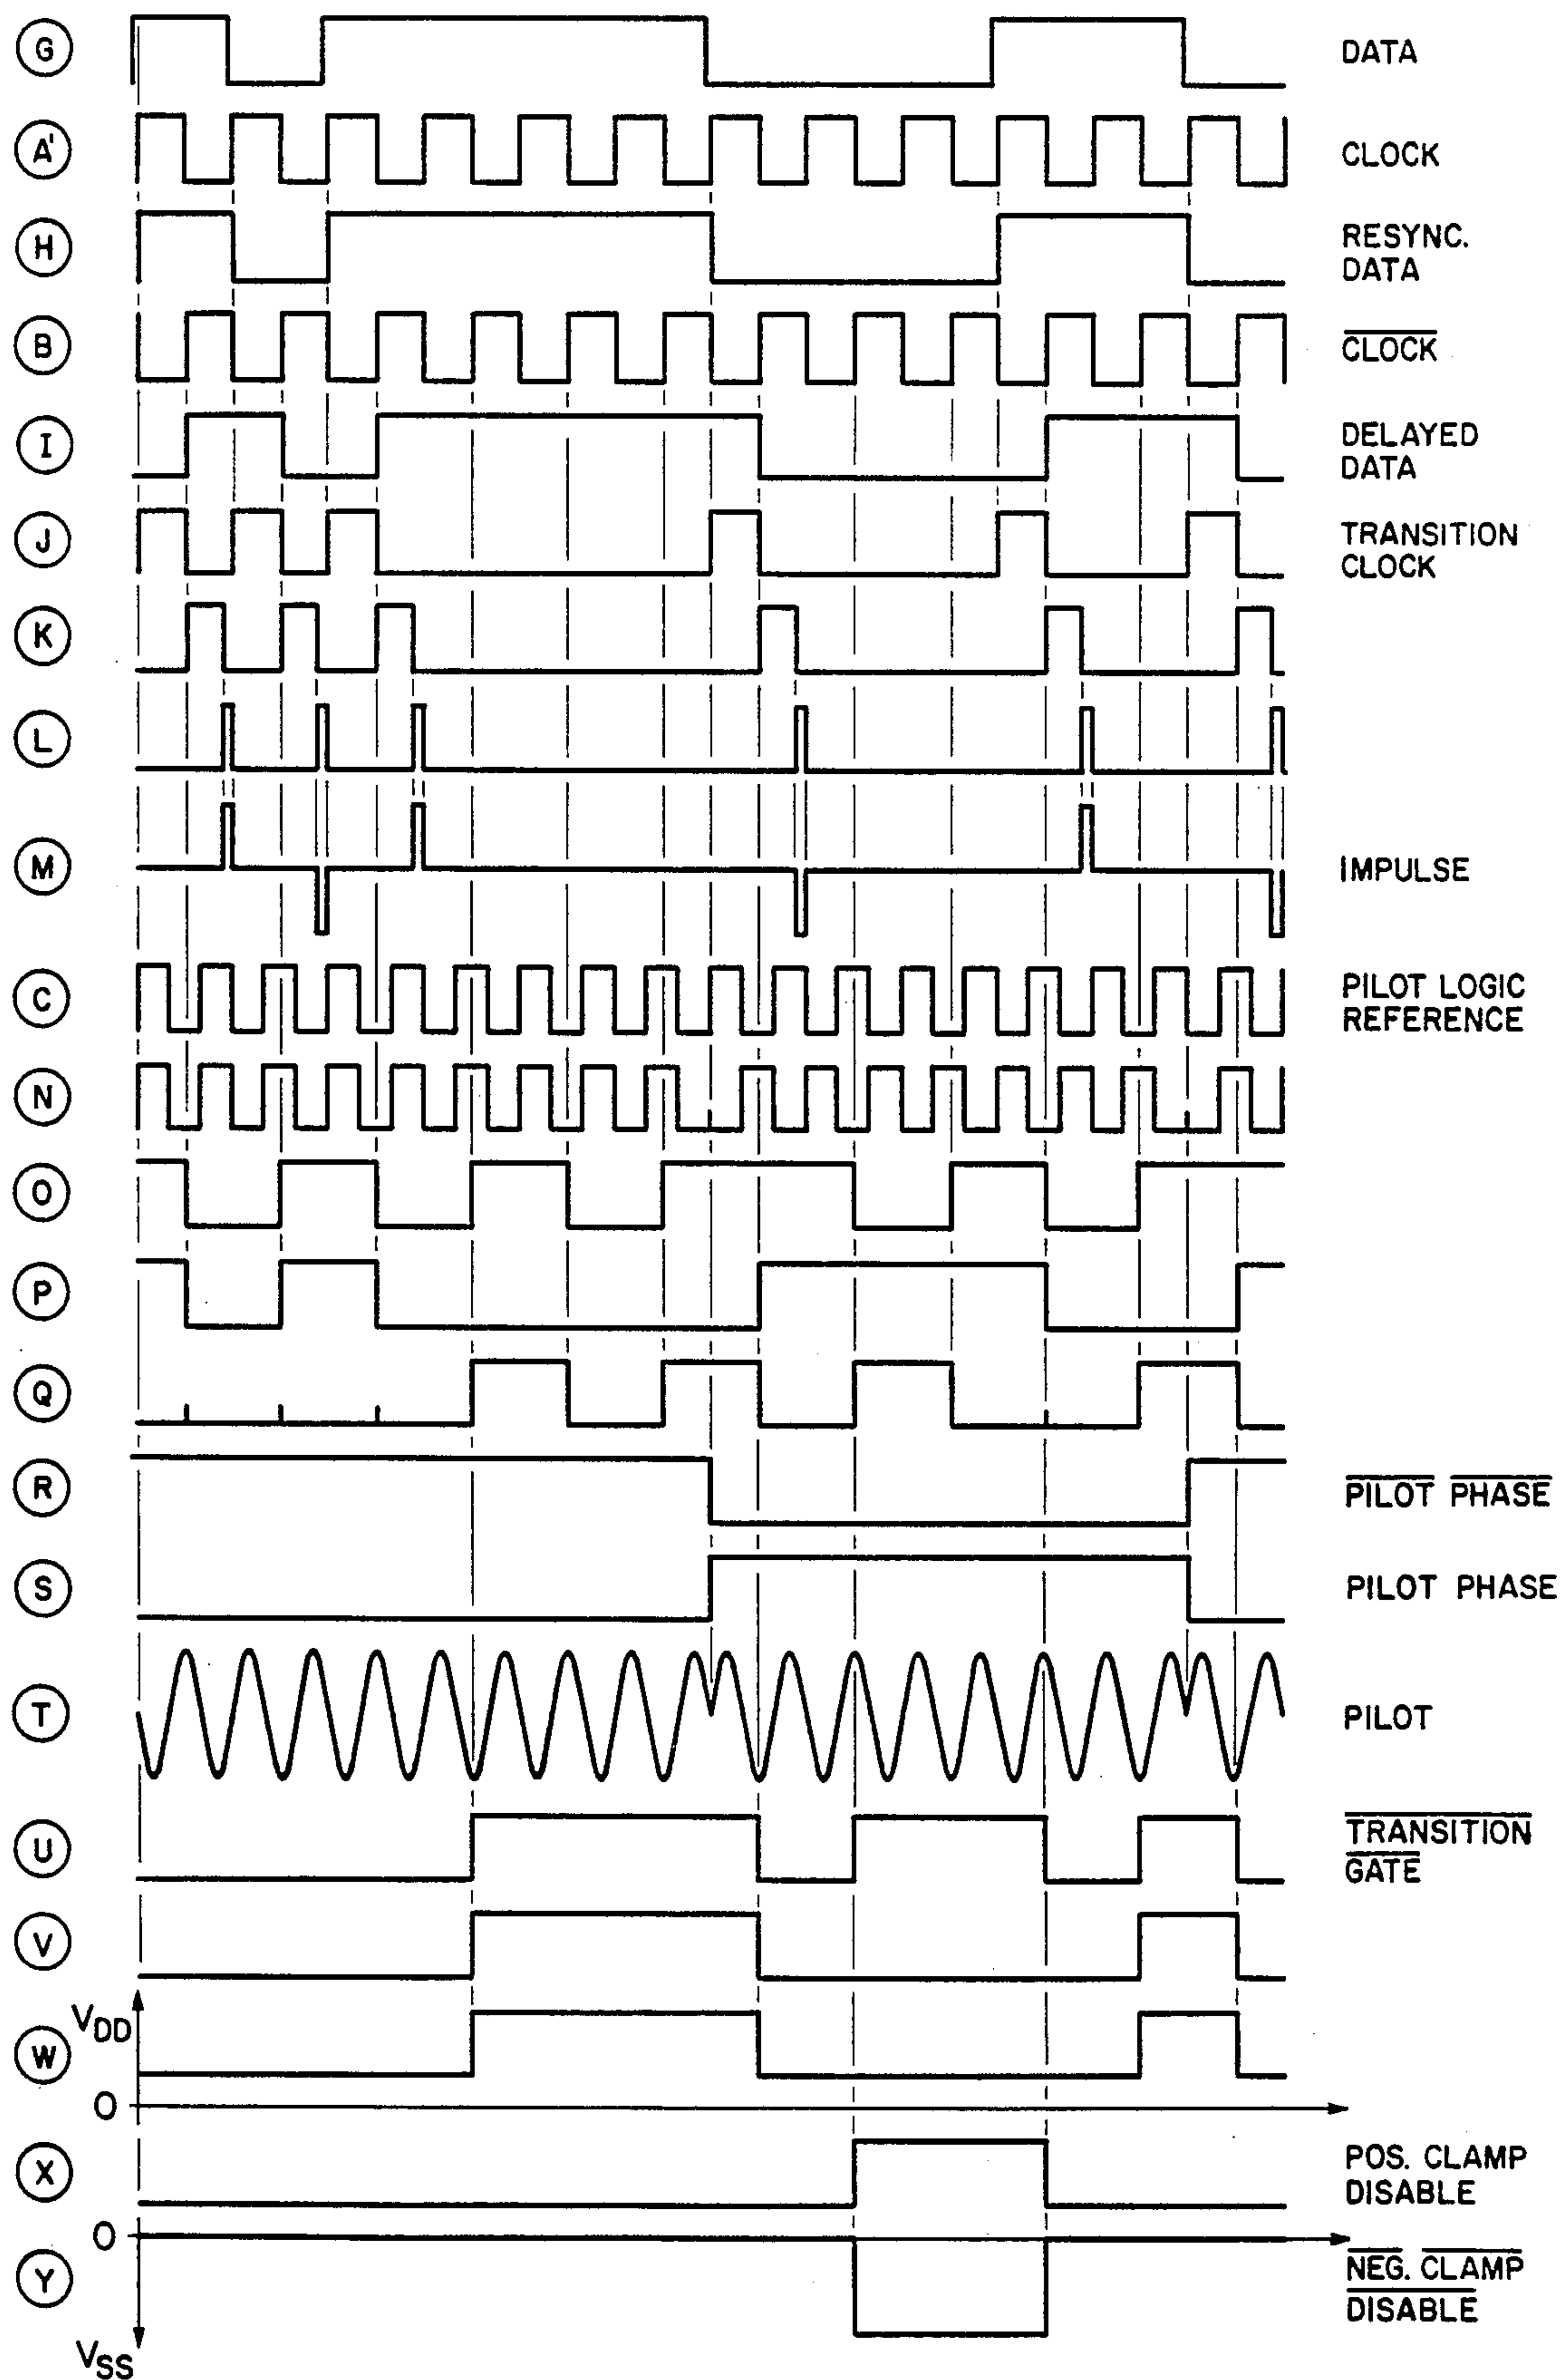 G DATA
A' CLOCK
H RESYNC.
DATA
B CLOCK
I DELAYED
DATA
J TRANSITION
CLOCK
K
L
M IMPULSE
C PILOT LOGIC
REFERENCE
N
O
P
Q
R PILOT PHASE
S PILOT PHASE
T PILOT
U TRANSITION
GATE
V
VDD
W
O
X POS. CLAMP
DISABLE
O
Y NEG. CLAMP
DISABLE
VSS